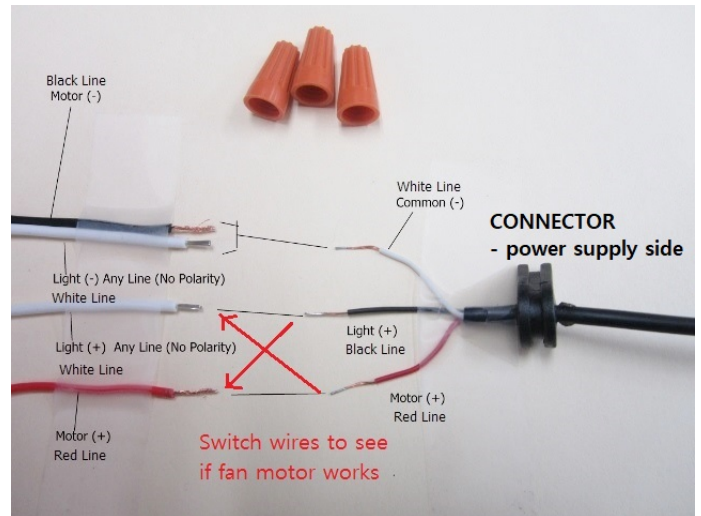 Black Line
Motor (-)
White Line
Common (-)
CONNECTOR
- power supply side
Light (-) Any Line (No Polarity)
White Line
Light (+)
Black Line
Light (+) Any Line (No Polarity)
White Line
Motor (+)
Red Line
Motor (+)
Red Line
Switch wires to see
if fan motor works